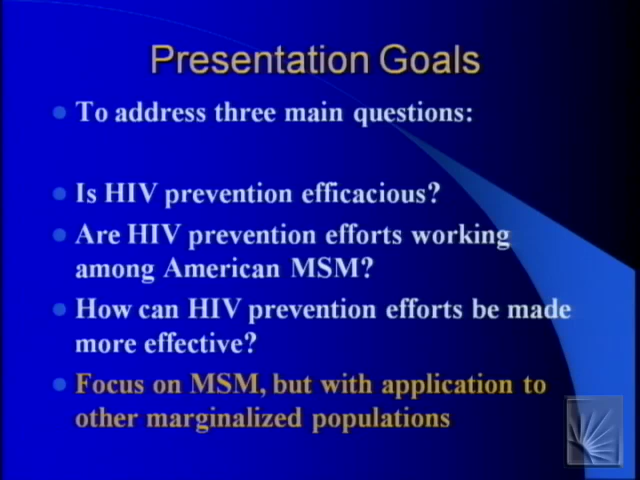 Presentation Goals
To address three main questions:
Is HIV prevention efficacious?
Are HIV prevention efforts working
among American MSM?
How can HIV prevention efforts be made
more effective?
Focus on MSM, but with application to
other marginalized populations